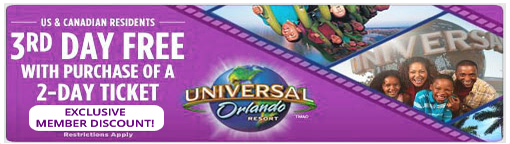 US & CANADIAN RESIDENTS
3RD DAY FREE
WITH PURCHASE OF A
2-DAY TICKET
EXCLUSIVE
MEMBER DISCOUNT!
Restrictions Apply
UNIVERSAL
Orlando
RESORT
UNIVERSAL